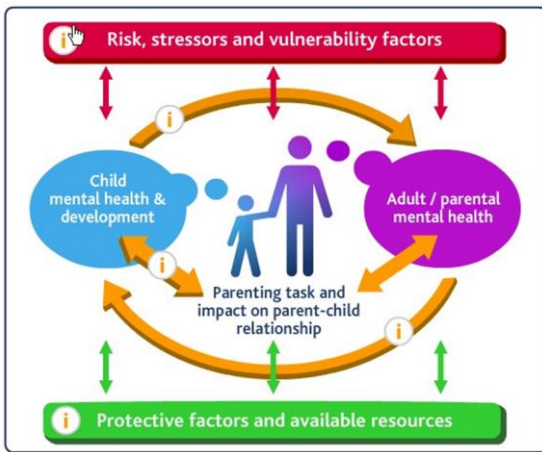 i Risk, stressors and vulnerability factors
i
Child
mental health &
development
Adult / parental
mental health
i
Parenting task and
impact on parent-child
relationship
i
i Protective factors and available resources